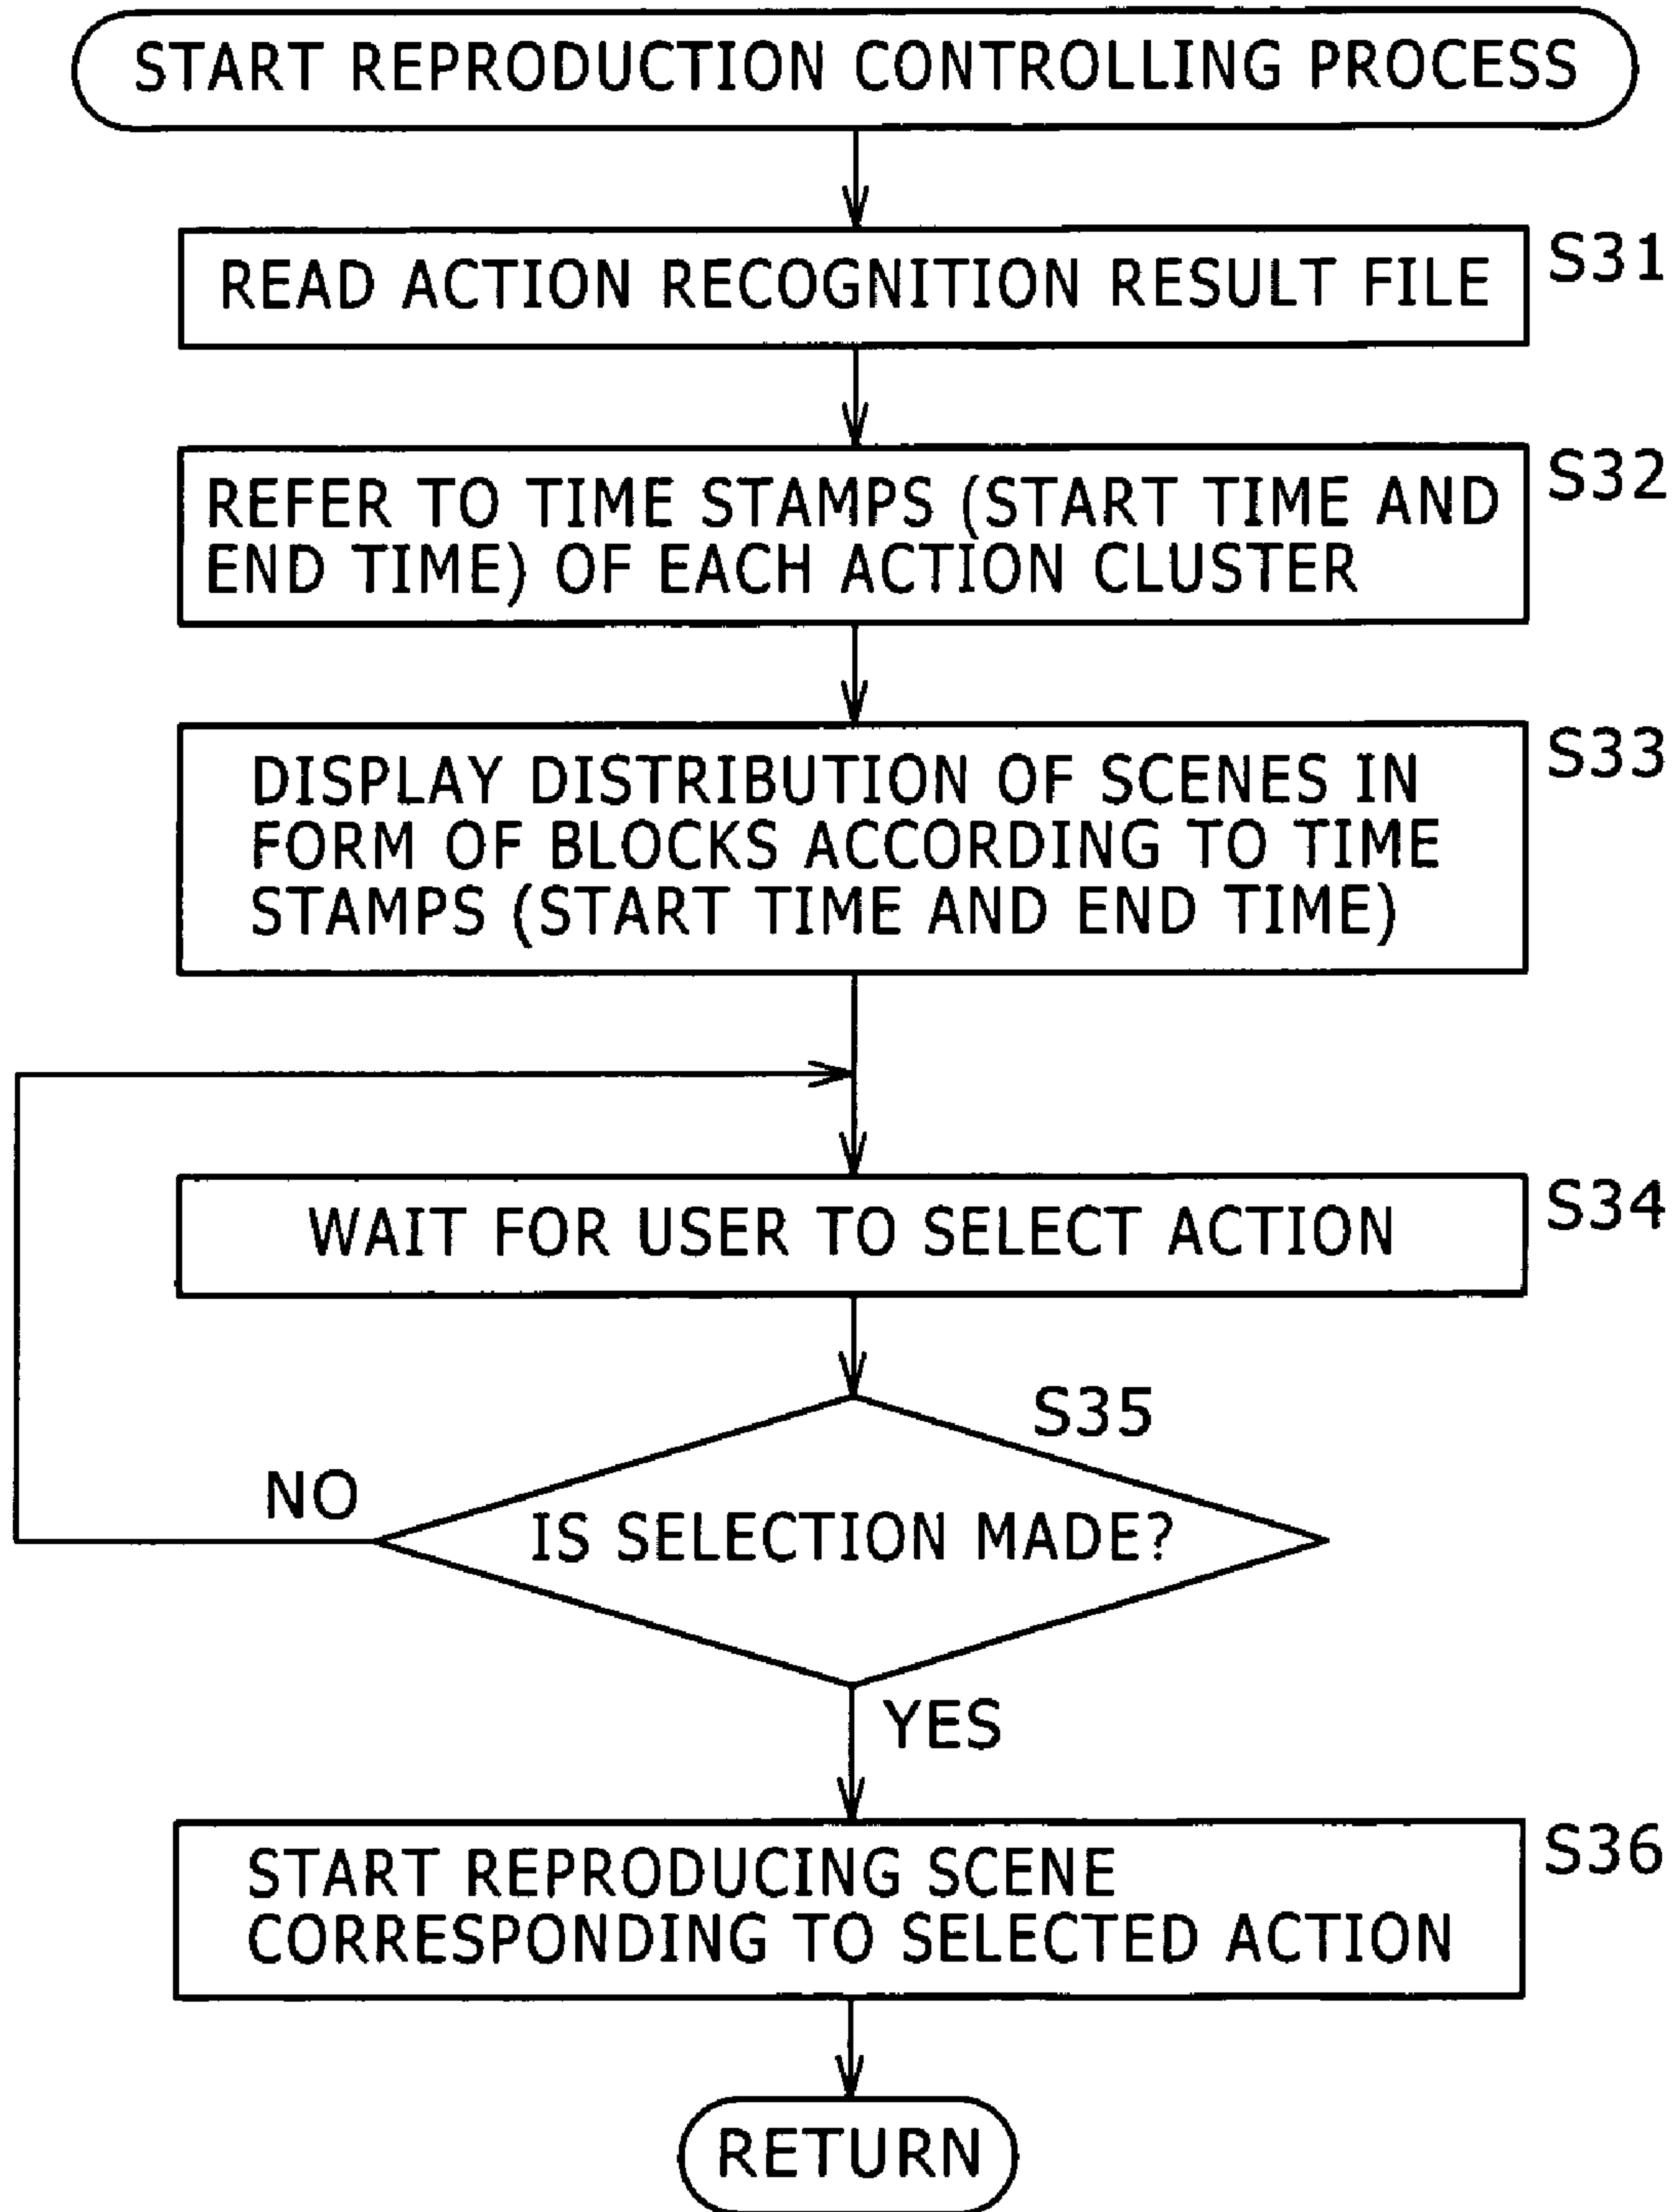 START REPRODUCTION CONTROLLING PROCESS
READ ACTION RECOGNITION RESULT FILE
S31
REFER TO TIME STAMPS (START TIME AND
END TIME) OF EACH ACTION CLUSTER
S32
DISPLAY DISTRIBUTION OF SCENES IN
FORM OF BLOCKS ACCORDING TO TIME
STAMPS (START TIME AND END TIME)
S33
WAIT FOR USER TO SELECT ACTION
S34
S35
NO
IS SELECTION MADE?
YES
START REPRODUCING SCENE
CORRESPONDING TO SELECTED ACTION
S36
RETURN